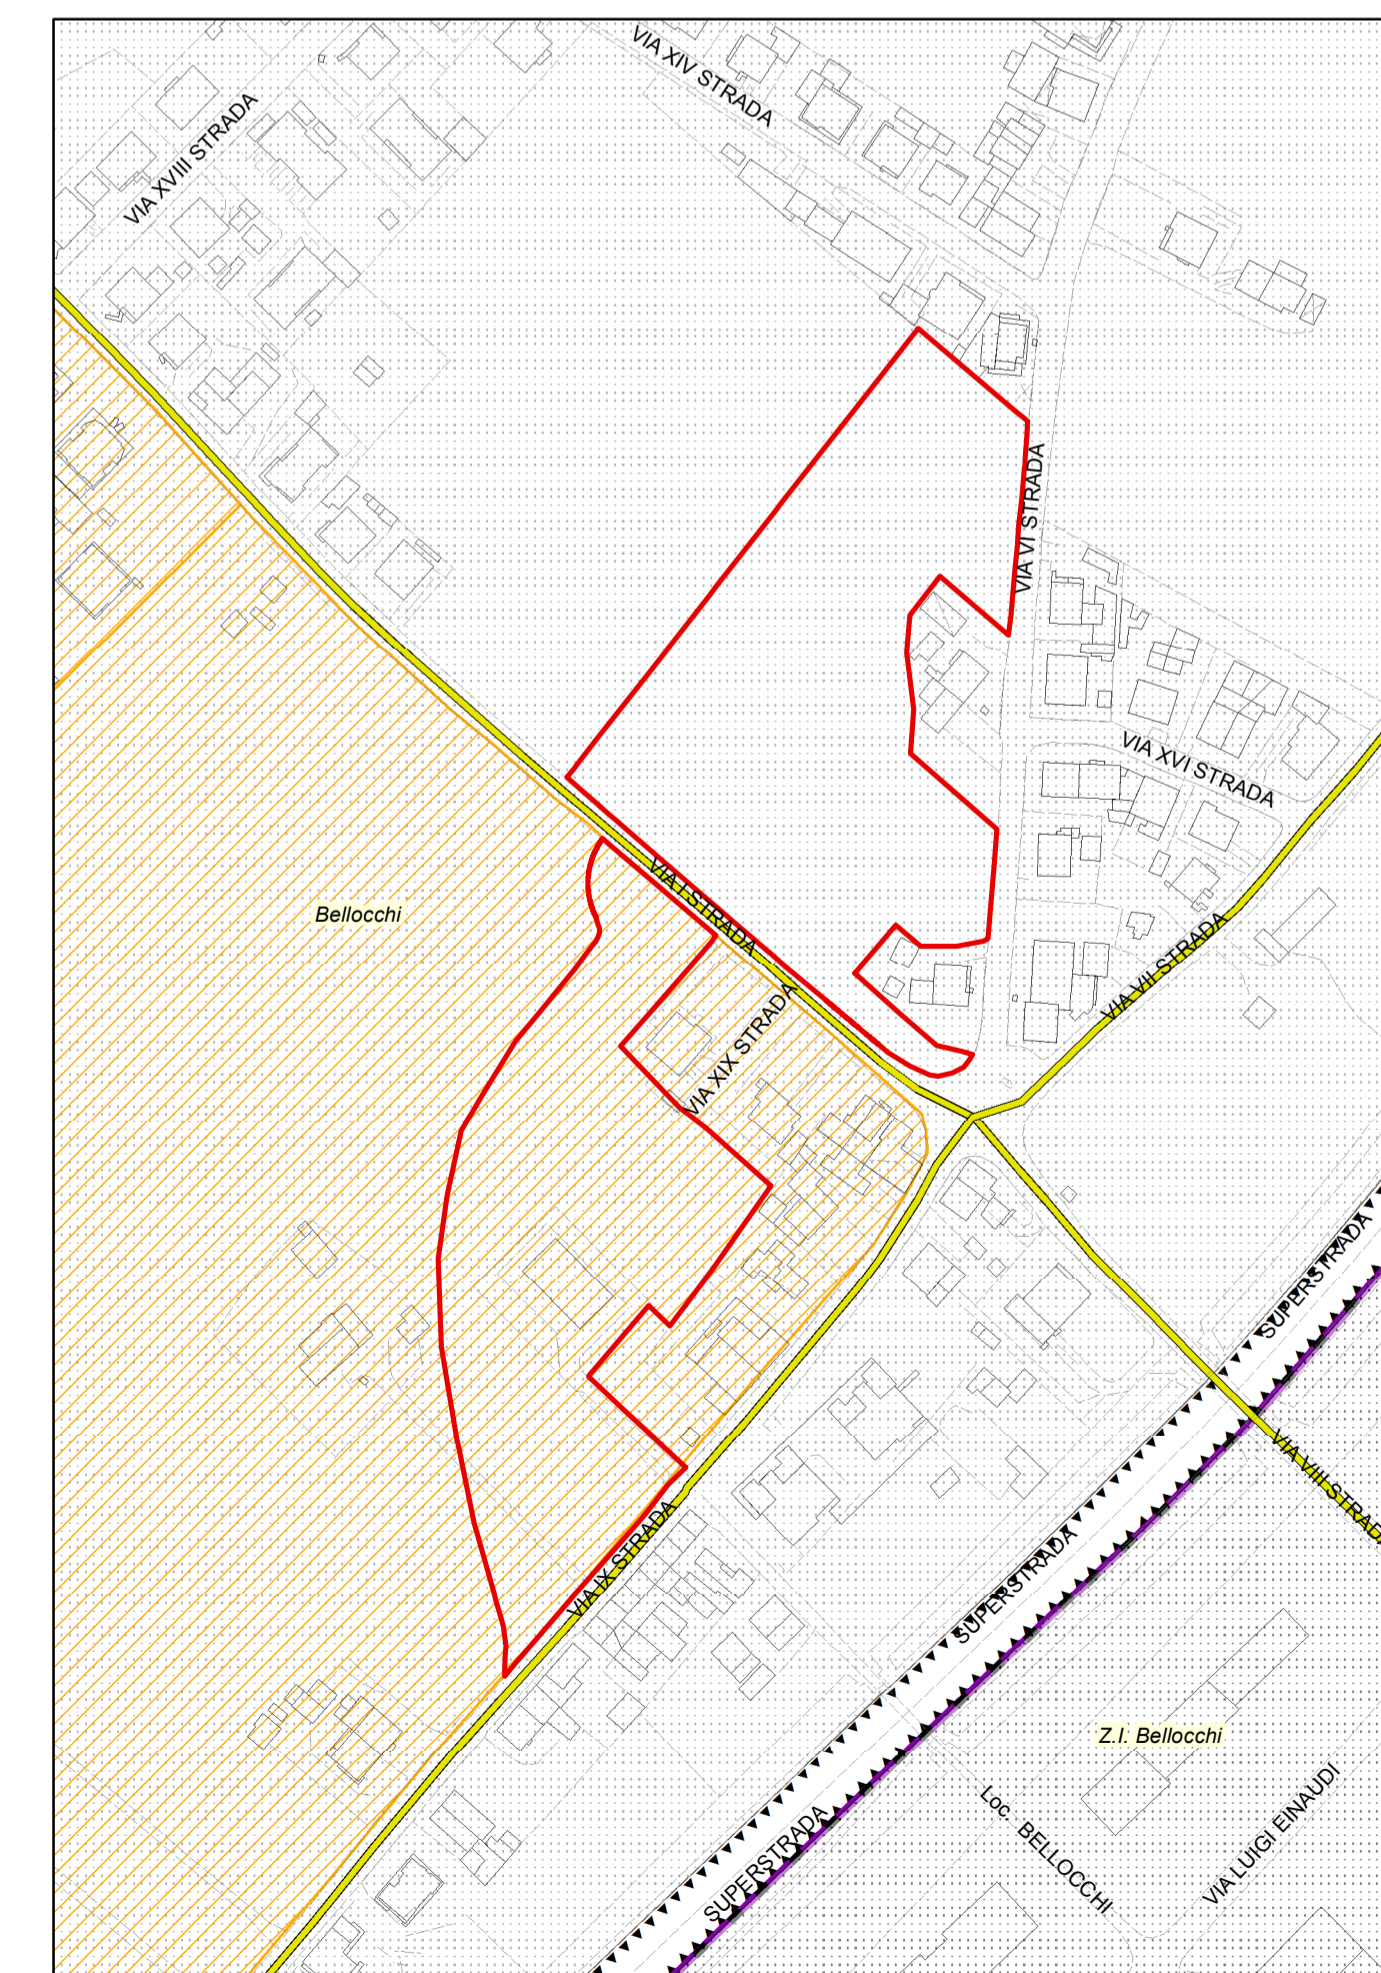 VIA XIV STRADA
VIA XVIII STRADA
VIA VI STRADA
VIA XVI STRADA
VIA I STRADA
Bellocchi
VIA VII STRADA
VIA XIX STRADA
SUPERSTRADA
VIA VIII STRADA
VIA IX STRADA
SUPERSTRADA
Z.I. Bellocchi
SUPERSTRADA
Loc. BELLOCCHI
VIA LUIGI EINAUDI